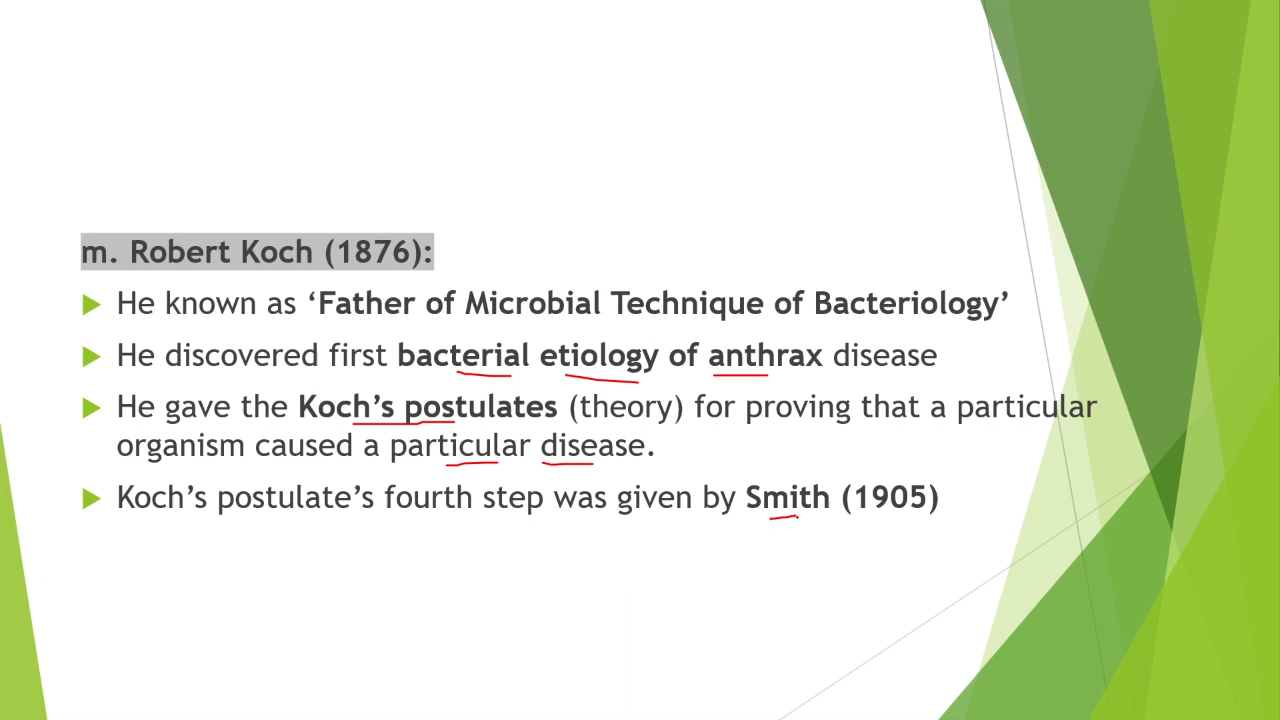 m. Robert Koch (1876):
He known as ‘Father of Microbial Technique of Bacteriology’
He discovered first bacterial etiology of anthrax disease
He gave the Koch’s postulates (theory) for proving that a particular
organism caused a particular disease.
Koch’s postulate’s fourth step was given by Smith (1905)